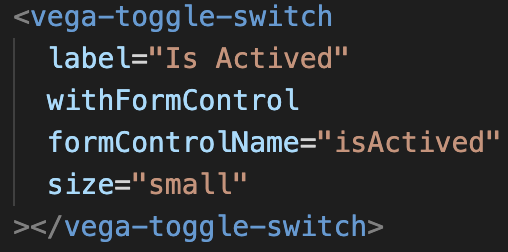 <vega-toggle-switch
label="Is Actived"
withFormControl
formControlName="isActived"
size="small"
></vega-toggle-switch>